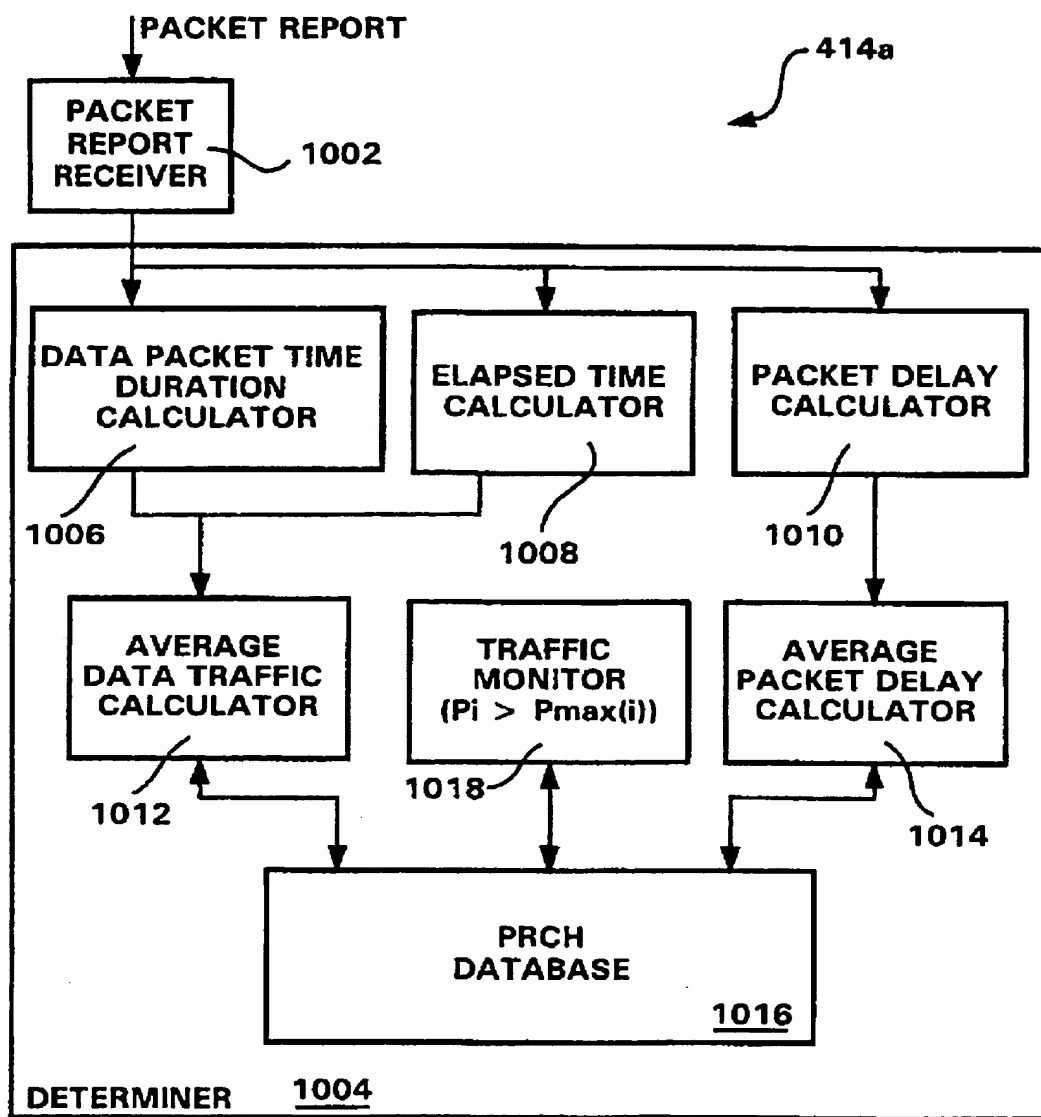 PACKET REPORT
414a
PACKET
REPORT
RECEIVER
1002
DATA PACKET TIME
DURATION
CALCULATOR
ELAPSED TIME
CALCULATOR
PACKET DELAY
CALCULATOR
1006
1008
1010
AVERAGE
DATA TRAFFIC
CALCULATOR
TRAFFIC
MONITOR
(Pi > Pmax(i))
AVERAGE
PACKET DELAY
CALCULATOR
1012
1018
1014
PRCH
DATABASE
1016
DETERMINER 1004